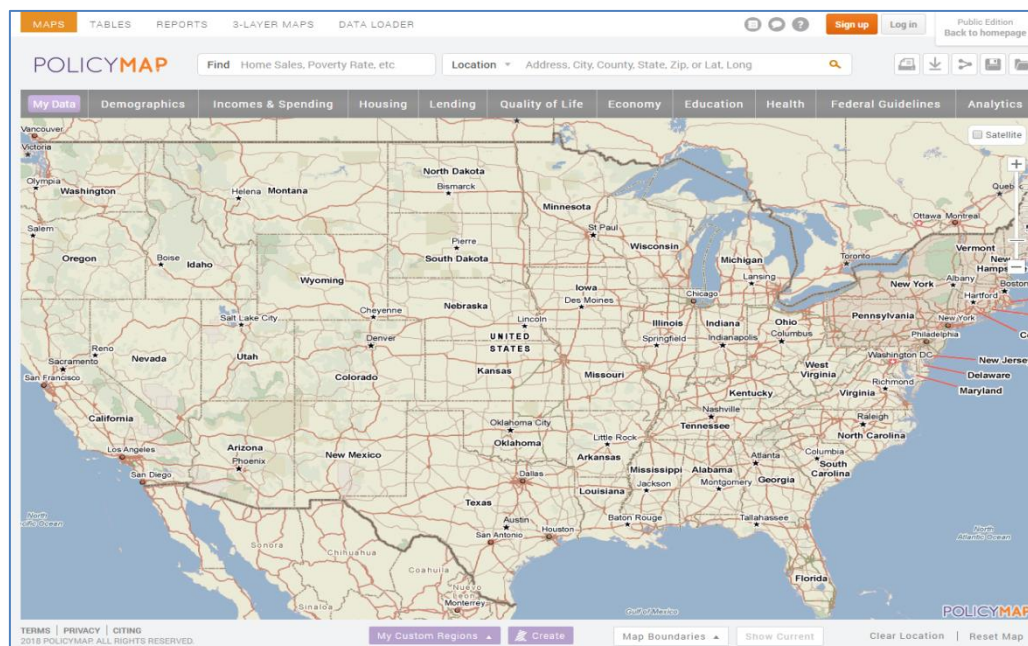 MAPS TABLES REPORTS 3-LAYER MAPS DATA LOADER Sign up Log in Public Edition
Back to homepage
POLICYMAP Find Home Sales, Poverty Rate, etc Location Address, City, County, State, Zip, or Lat, Long
My Data Demographics Incomes & Spending Housing Lending Quality of Life Economy Education Health Federal Guidelines Analytics
Vancouver
Satellite
Victoria
Olympia
Washington
Helena Montana
North Dakota
Bismarck
Minnesota
Ottawa Montreal
Salem
St Paul
Oregon
Boise
Idaho
Pierre
South Dakota
Wisconsin
Michigan
Lansing
Toronto
Vermont
New York
Albany
Boston
Wyoming
Iowa
Des Moines
Chicago
Hartford
Nebraska
Cheyenne
Salt Lake City
Lincoln
Illinois
Indiana
Ohio
Pennsylvania
New York
Reno
Nevada
Utah
Denver
UNITED
STATES
Springfield
Indianapolis
Columbus
Philadelphia
Sacramento
San Francisco
Colorado
Kansas
Missouri
West
Virginia
Washington DC
New Jersey
Delaware
Maryland
Kentucky
Virginia
Richmond
California
Nashville
Tennessee
Raleigh
North Carolina
Oklahoma City
Oklahoma
Little Rock
Arkansas
Los Angeles
Arizona
Phoenix
New Mexico
Atlanta
Columbia
South
Carolina
San Diego
Dallas
Mississippi
Jackson
Alabama
Montgomery
Georgia
Texas
Louisiana
North
Austin
San Antonio
Houston
Baton Rouge
Tallahassee
North
Atlantic Ocean
Sonora
Chihuahua
Coahuila
Florida
Sinaloa
Monterrey
Gulf of Mexico
POLICYMAP
TERMS | PRIVACY | CITING
2018 POLICYMAP. ALL RIGHTS RESERVED.
My Custom Regions Create Map Boundaries Show Current Clear Location | Reset Map